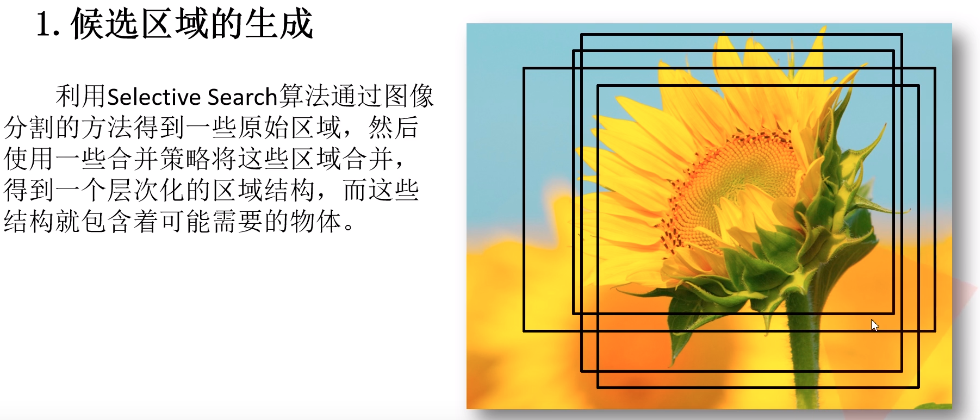 1. 候选区域的生成
利用Selective Search算法通过图像
分割的方法得到一些原始区域，然后
使用一些合并策略将这些区域合并，
得到一个层次化的区域结构，而这些
结构就包含着可能需要的物体。